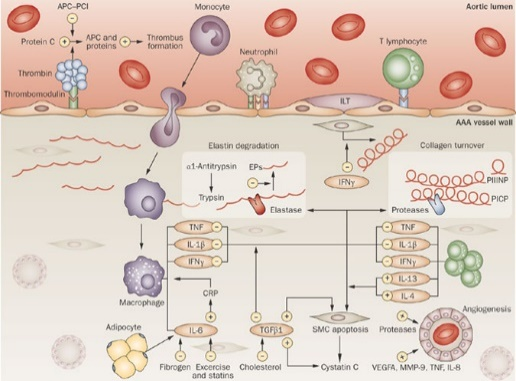 APC–PCI
Monocyte
Aortic lumen
Protein C
APC and
proteins
Thrombus
formation
Neutrophil
T lymphocyte
Thrombin
Thrombomodulin
ILT
AAA vessel wall
Elastin degradation
Collagen turnover
α1-Antitrypsin
EPs
IFNγ
PIIINP
Trypsin
Elastase
Proteases
PICP
TNF
IL-1β
IFNγ
TNF
IL-1β
IFNγ
IL-13
IL 4
Macrophage
CRP
Angiogenesis
Adipocyte
IL-6
TGFβ1
SMC apoptosis
Proteases
Fibrogen
Excercise
and statins
Cholesterol
Cystatin C
VEGFA, MMP-9, TNF, IL-8